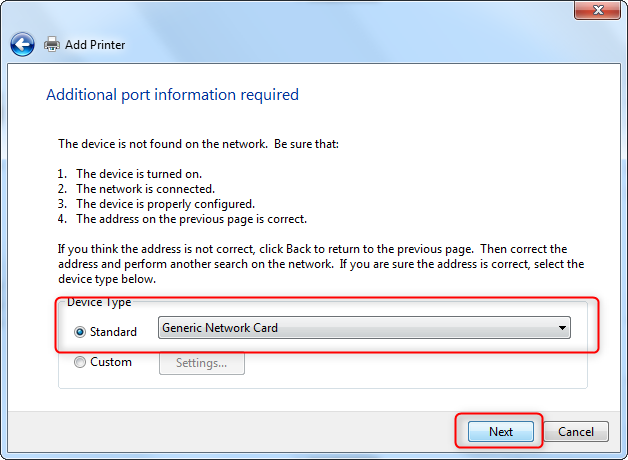 Add Printer
Additional port information required
The device is not found on the network.  Be sure that:
1.   The device is turned on.
2.   The network is connected.
3.   The device is properly configured.
4.   The address on the previous page is correct.
If you think the address is not correct, click Back to return to the previous page.  Then correct the
address and perform another search on the network.  If you are sure the address is correct, select the
device type below.
Device Type
Standard
Generic Network Card
Custom
Settings...
Next
Cancel